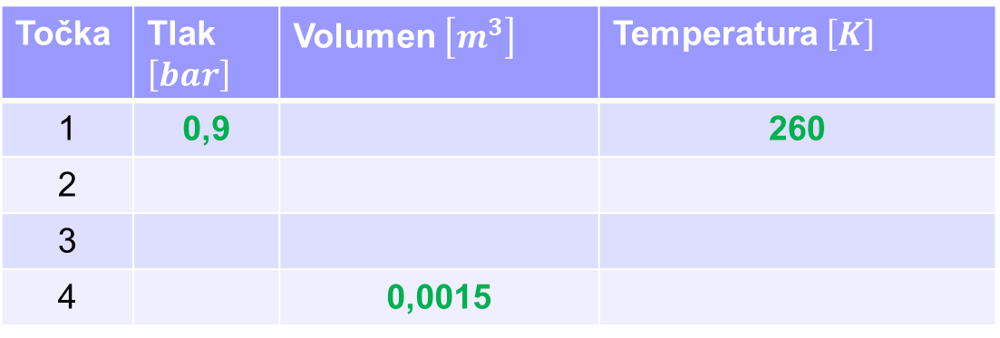 Točka Tlak [bar] Volumen [m³] Temperatura [K]
1 0,9 260
2
3
4 0,0015